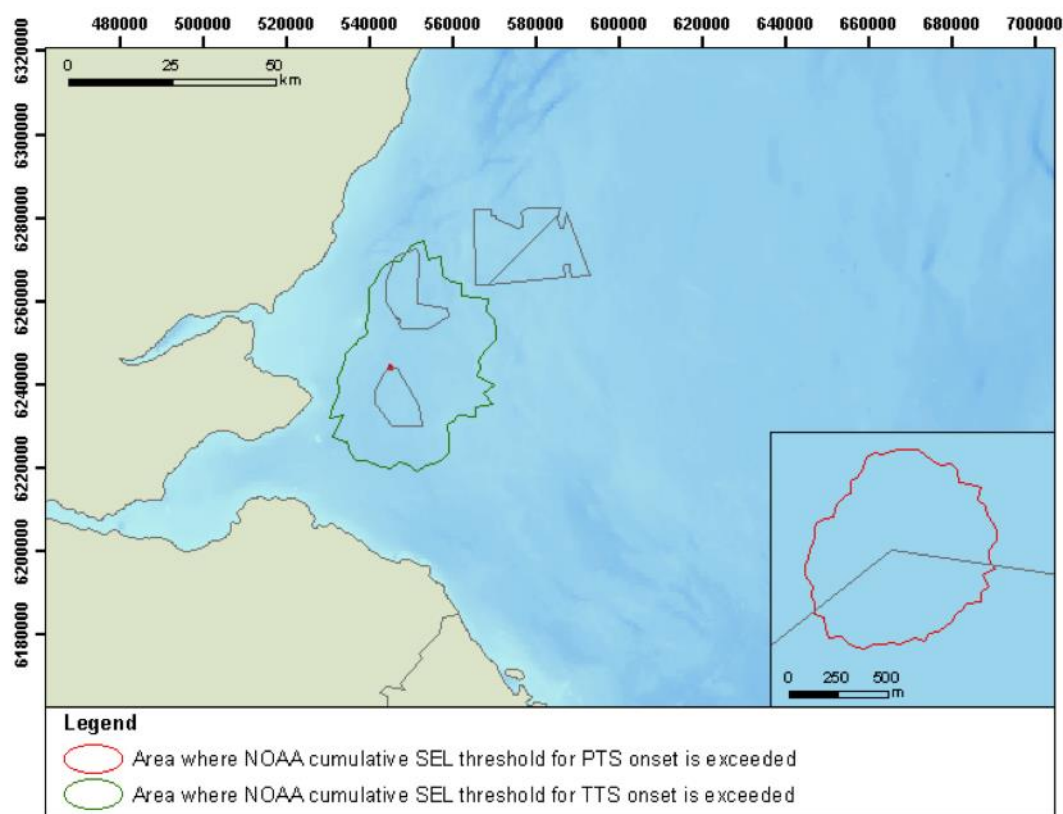 480000 500000 520000 540000 560000 580000 600000 620000 640000 660000 680000 700000
6320000
0 25 50
km
6300000
6280000
6260000
6240000
6220000
6200000
6180000
0 250 500
m
Legend
Area where NOAA cumulative SEL threshold for PTS onset is exceeded
Area where NOAA cumulative SEL threshold for TTS onset is exceeded